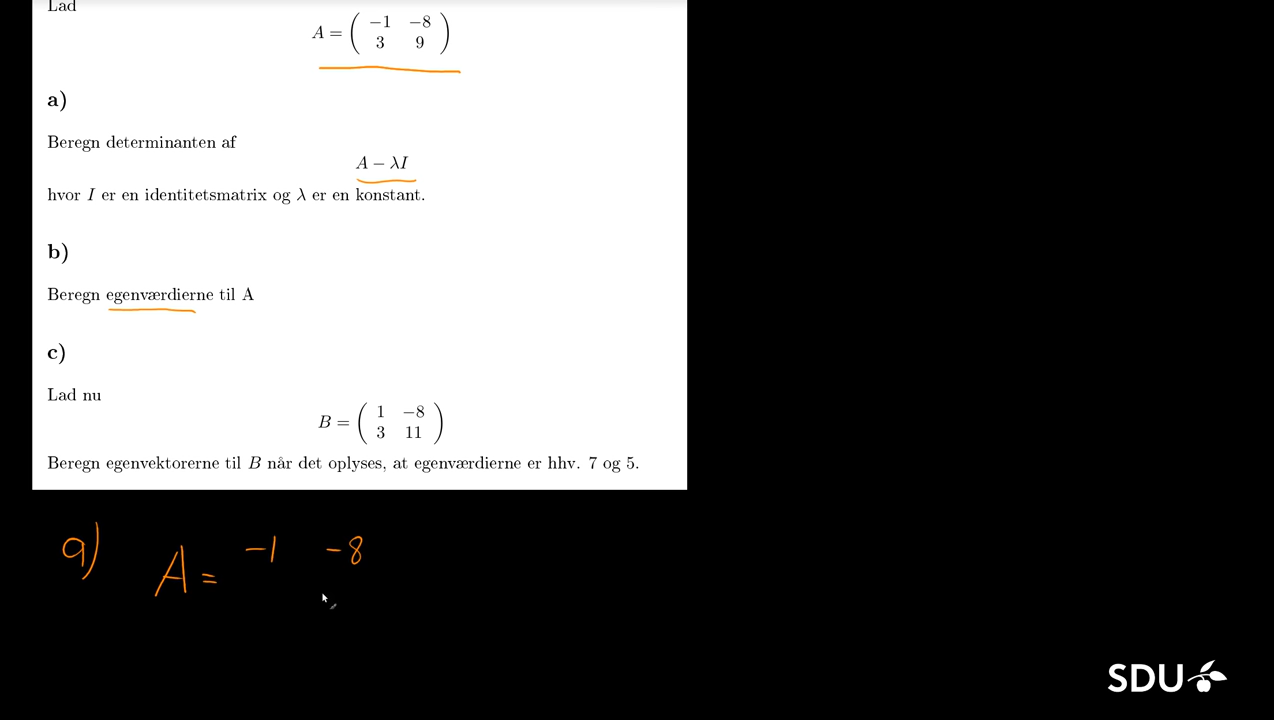 Lad
A = ( −1 −8
3 9 )
a)
Beregn determinanten af
A − λI
hvor I er en identitetsmatrix og λ er en konstant.
b)
Beregn egenværdierne til A
c)
Lad nu
B = ( 1 −8
3 11 )
Beregn egenvektorerne til B når det oplyses, at egenværdierne er hhv. 7 og 5.
a) A = -1 -8
SDU